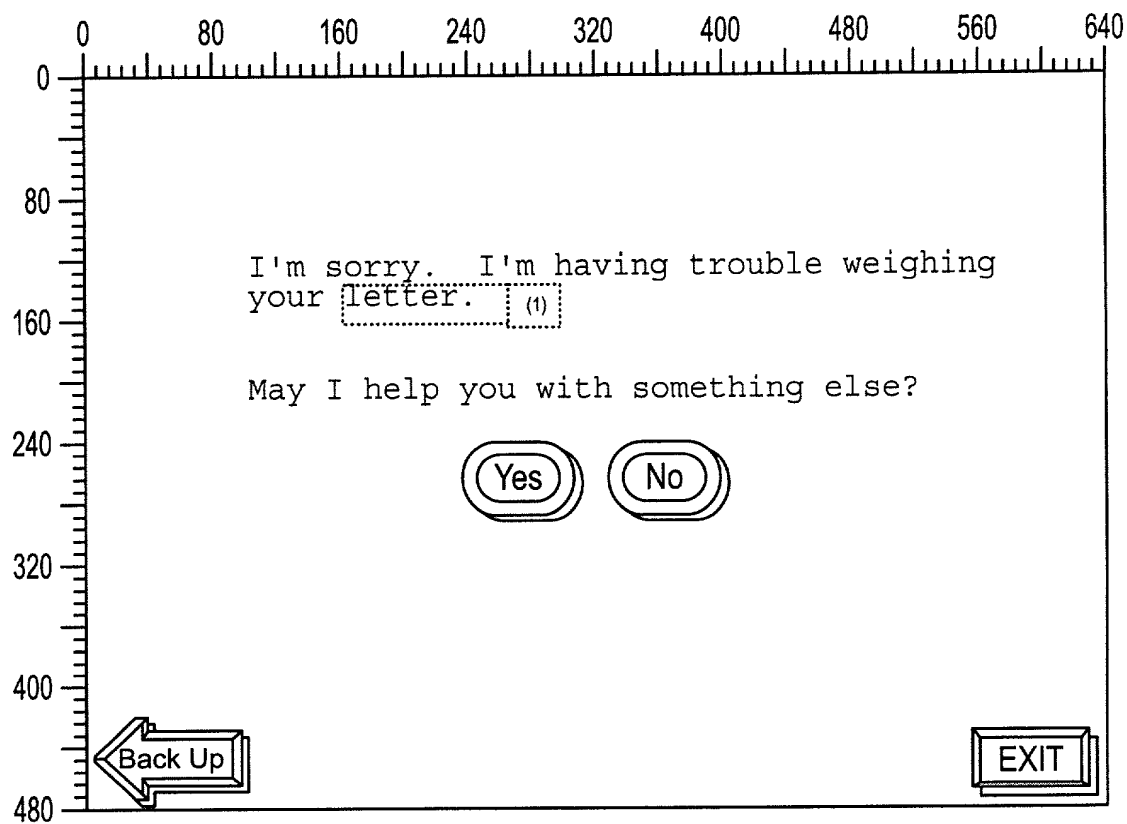 0 80 160 240 320 400 480 560 640
0
80
I'm sorry.  I'm having trouble weighing
your letter. (1)
160
May I help you with something else?
240
Yes No
320
400
Back Up EXIT
480